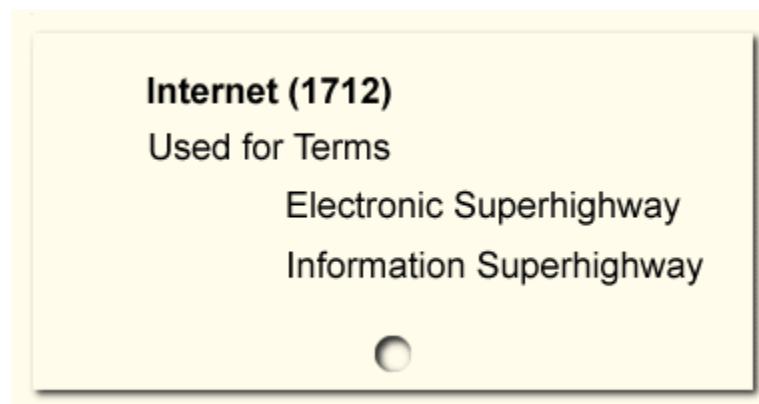 Internet (1712)
Used for Terms
Electronic Superhighway
Information Superhighway